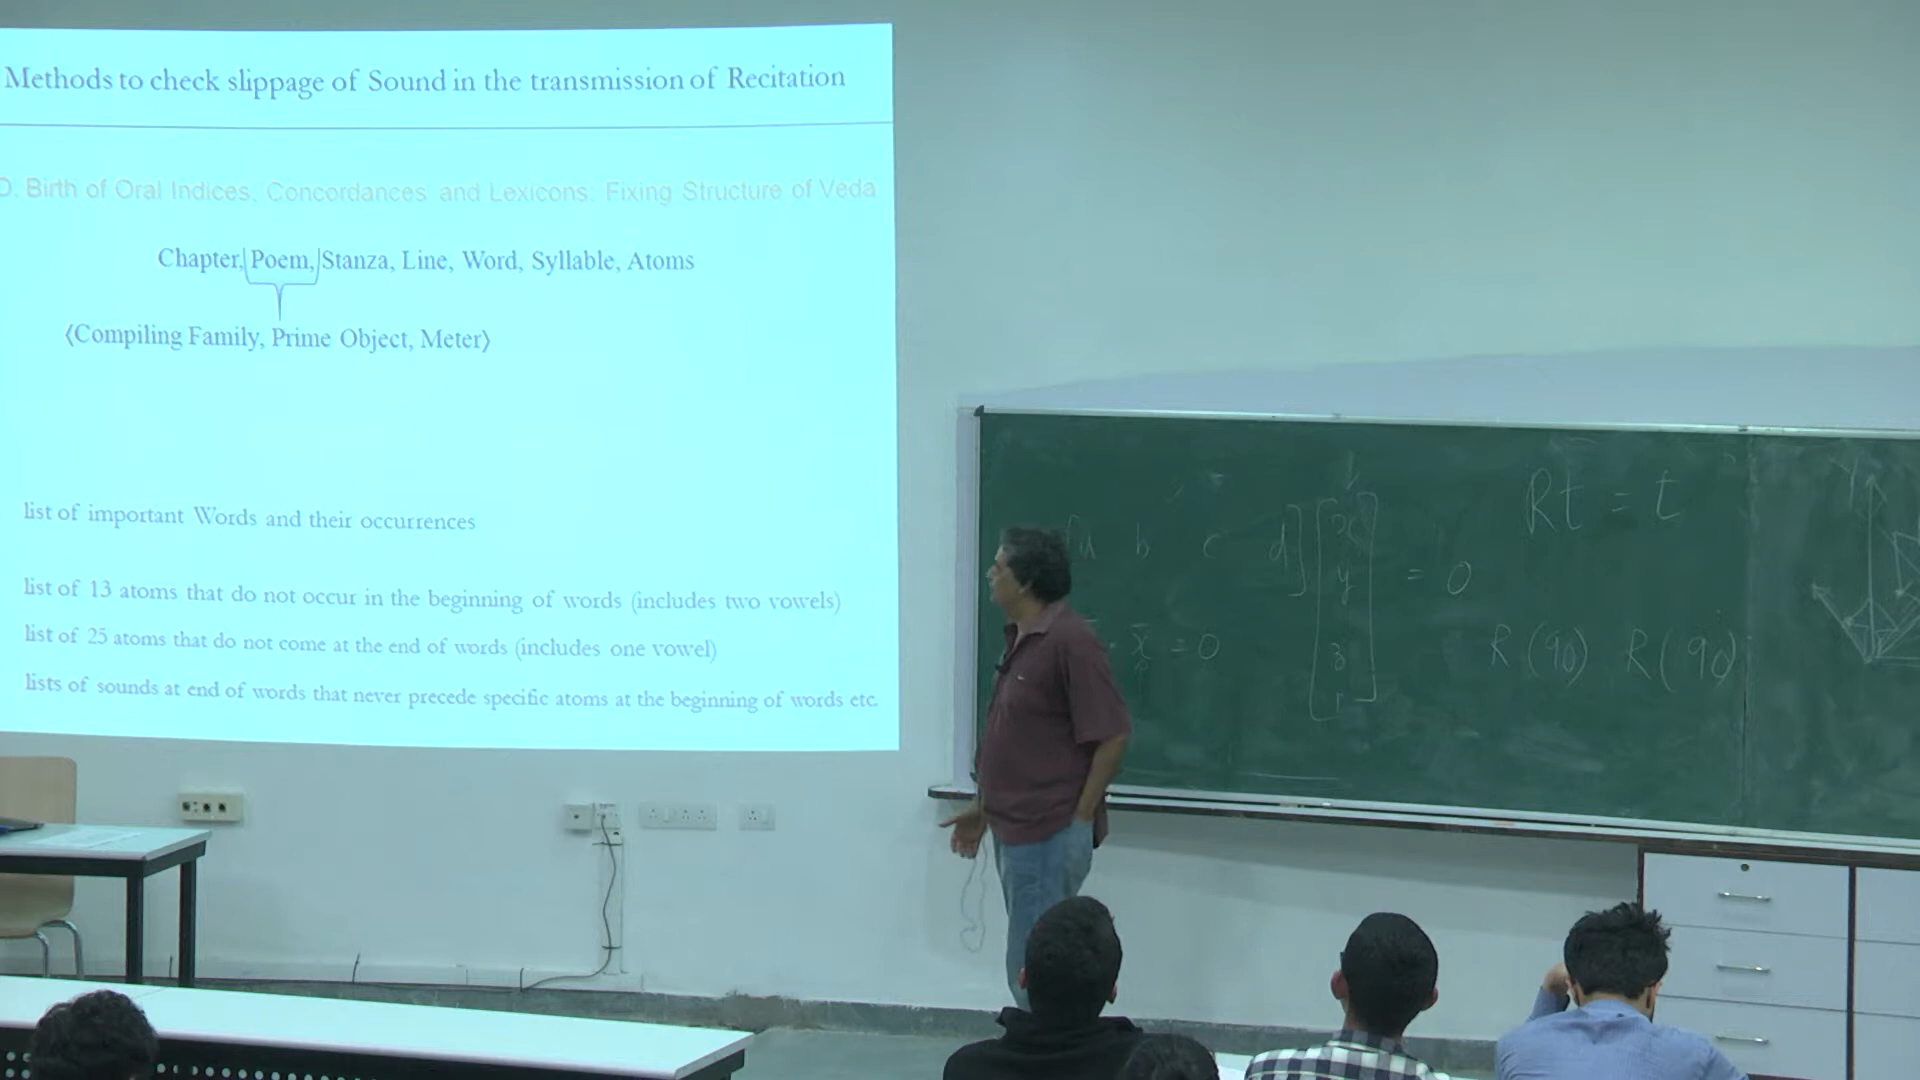 Methods to check slippage of Sound in the transmission of Recitation
D. Birth of Oral Indices, Concordances and Lexicons: Fixing Structure of Veda
Chapter, Poem, Stanza, Line, Word, Syllable, Atoms
⟨Compiling Family, Prime Object, Meter⟩
list of important Words and their occurrences
list of 13 atoms that do not occur in the beginning of words (includes two vowels)
list of 25 atoms that do not come at the end of words (includes one vowel)
lists of sounds at end of words that never precede specific atoms at the beginning of words etc.
a b c d] [x y 3 1] = 0
x = 0
Rt = t
R (90) R (90)